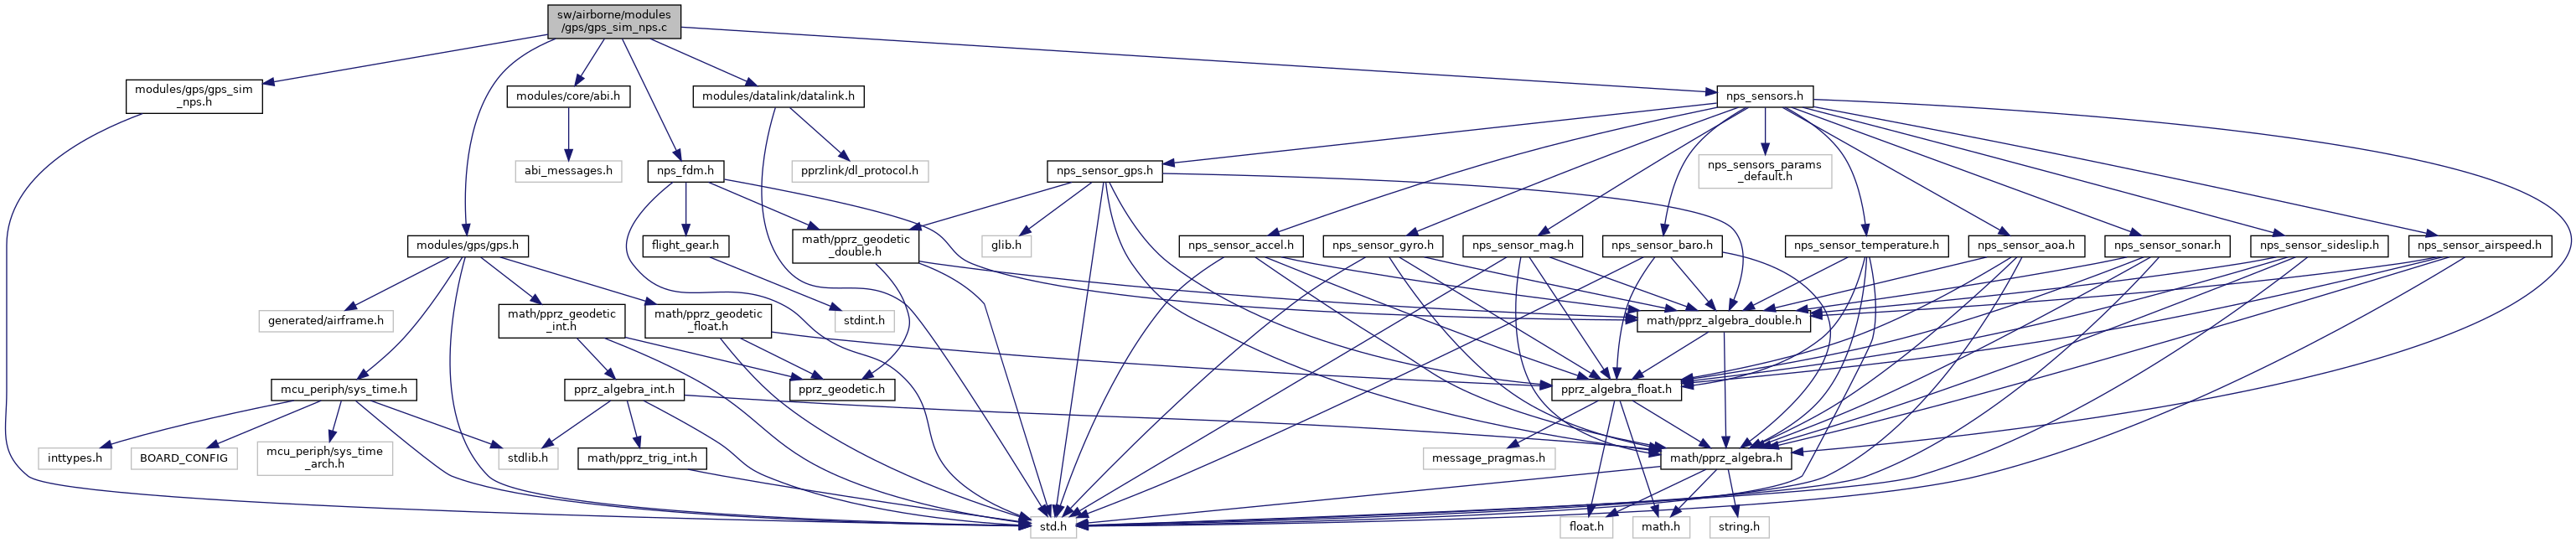 sw/airborne/modules
/gps/gps_sim_nps.c
modules/gps/gps_sim
_nps.h
modules/core/abi.h
modules/datalink/datalink.h
nps_sensors.h
abi_messages.h
nps_fdm.h
pprzlink/dl_protocol.h
nps_sensor_gps.h
nps_sensors_params
_default.h
modules/gps/gps.h
flight_gear.h
math/pprz_geodetic
_double.h
glib.h
nps_sensor_accel.h
nps_sensor_gyro.h
nps_sensor_mag.h
nps_sensor_baro.h
nps_sensor_temperature.h
nps_sensor_aoa.h
nps_sensor_sonar.h
nps_sensor_sideslip.h
nps_sensor_airspeed.h
generated/airframe.h
math/pprz_geodetic
_int.h
math/pprz_geodetic
_float.h
stdint.h
math/pprz_algebra_double.h
mcu_periph/sys_time.h
pprz_algebra_int.h
pprz_geodetic.h
pprz_algebra_float.h
inttypes.h
BOARD_CONFIG
mcu_periph/sys_time
_arch.h
stdlib.h
math/pprz_trig_int.h
message_pragmas.h
math/pprz_algebra.h
std.h
float.h
math.h
string.h